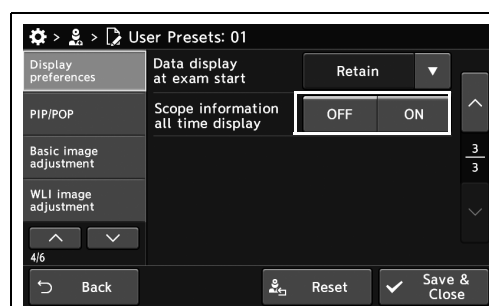 > > User Presets: 01
Display
preferences
Data display
at exam start
Retain
PIP/POP
Scope information
all time display
OFF
ON
Basic image
adjustment
3
3
WLI image
adjustment
4/6
Back
Reset
Save &
Close